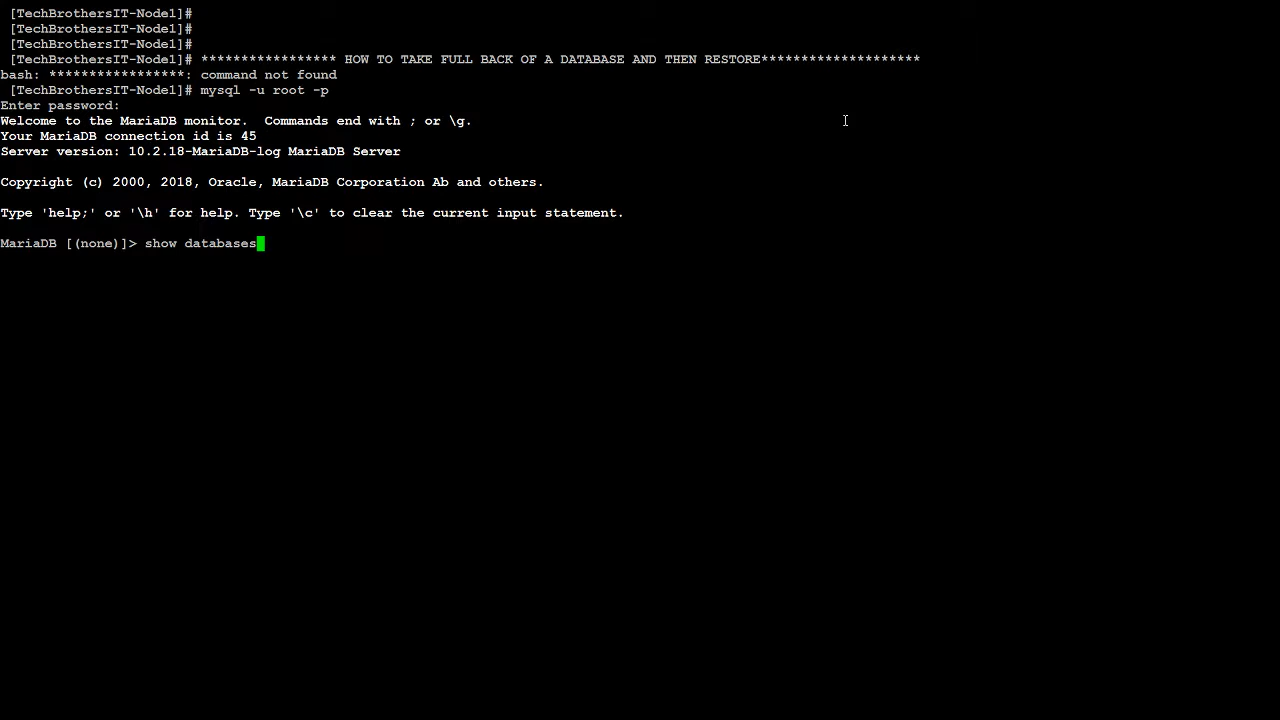 [TechBrothersIT-Node1]#
[TechBrothersIT-Node1]#
[TechBrothersIT-Node1]#
[TechBrothersIT-Node1]# ***************** HOW TO TAKE FULL BACK OF A DATABASE AND THEN RESTORE********************
bash: *****************: command not found
[TechBrothersIT-Node1]# mysql -u root -p
Enter password:
Welcome to the MariaDB monitor.  Commands end with ; or \g.
Your MariaDB connection id is 45
Server version: 10.2.18-MariaDB-log MariaDB Server
Copyright (c) 2000, 2018, Oracle, MariaDB Corporation Ab and others.
Type 'help;' or '\h' for help. Type '\c' to clear the current input statement.
MariaDB [(none)]> show databases